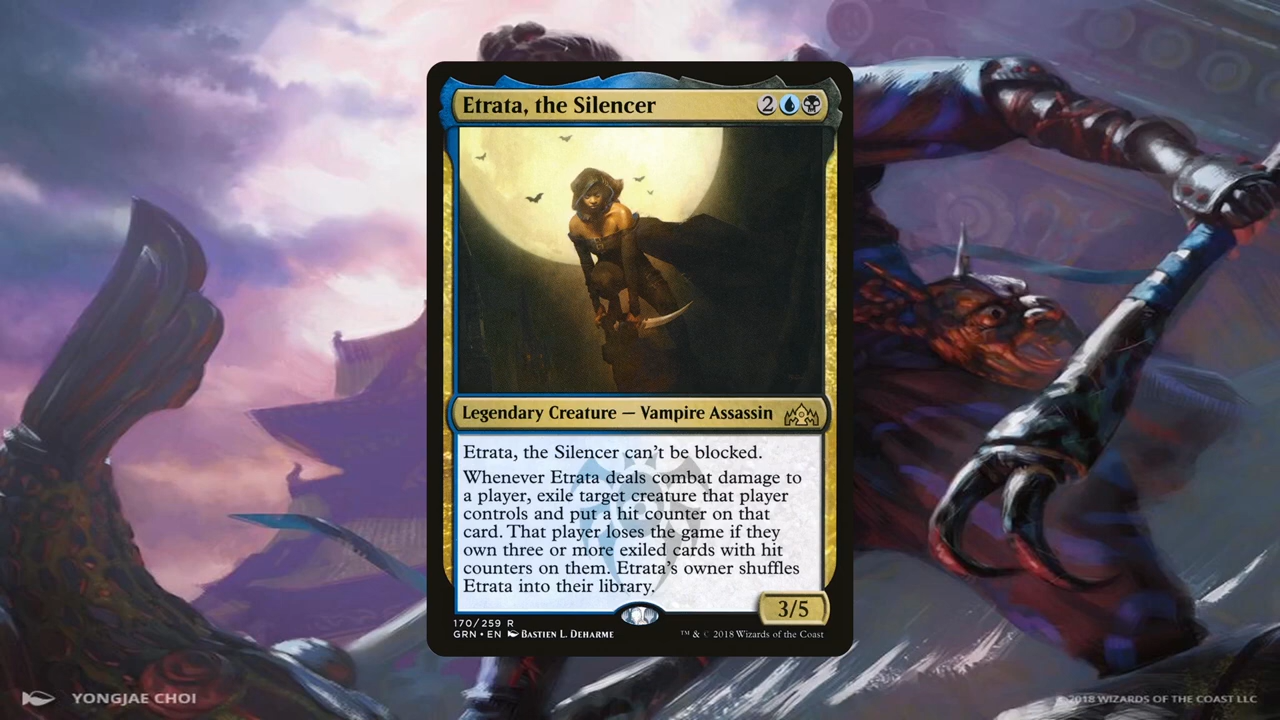 Etrata, the Silencer 2
Legendary Creature — Vampire Assassin
Etrata, the Silencer can't be blocked.
Whenever Etrata deals combat damage to
a player, exile target creature that player
controls and put a hit counter on that
card. That player loses the game if they
own three or more exiled cards with hit
counters on them. Etrata's owner shuffles
Etrata into their library.
3/5
170/259 R
GRN • EN Bastien L. Deharme
™ & © 2018 Wizards of the Coast
YONGJAE CHOI
©2018 WIZARDS OF THE COAST LLC